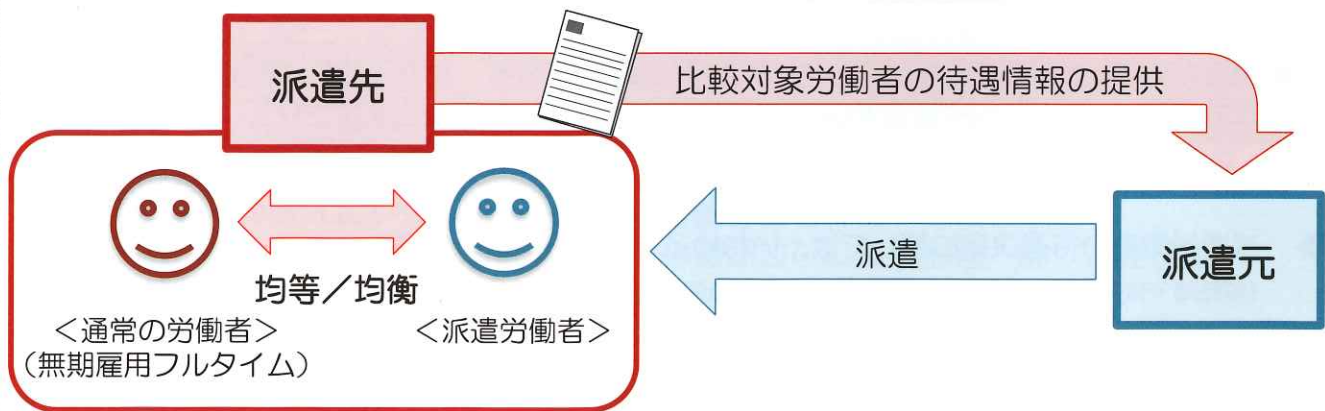 派遣先
比較対象労働者の待遇情報の提供
派遣
派遣元
均等／均衡
＜通常の労働者＞
（無期雇用フルタイム）
＜派遣労働者＞